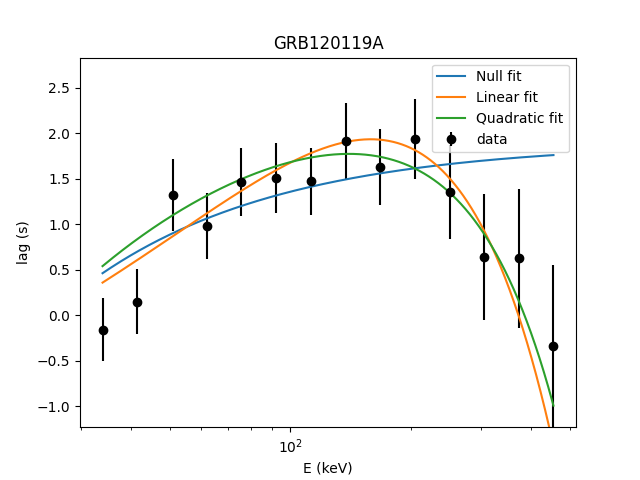 GRB120119A
Null fit
Linear fit
Quadratic fit
data
lag (s)
2.5
2.0
1.5
1.0
0.5
0.0
−0.5
−1.0
10²
E (keV)